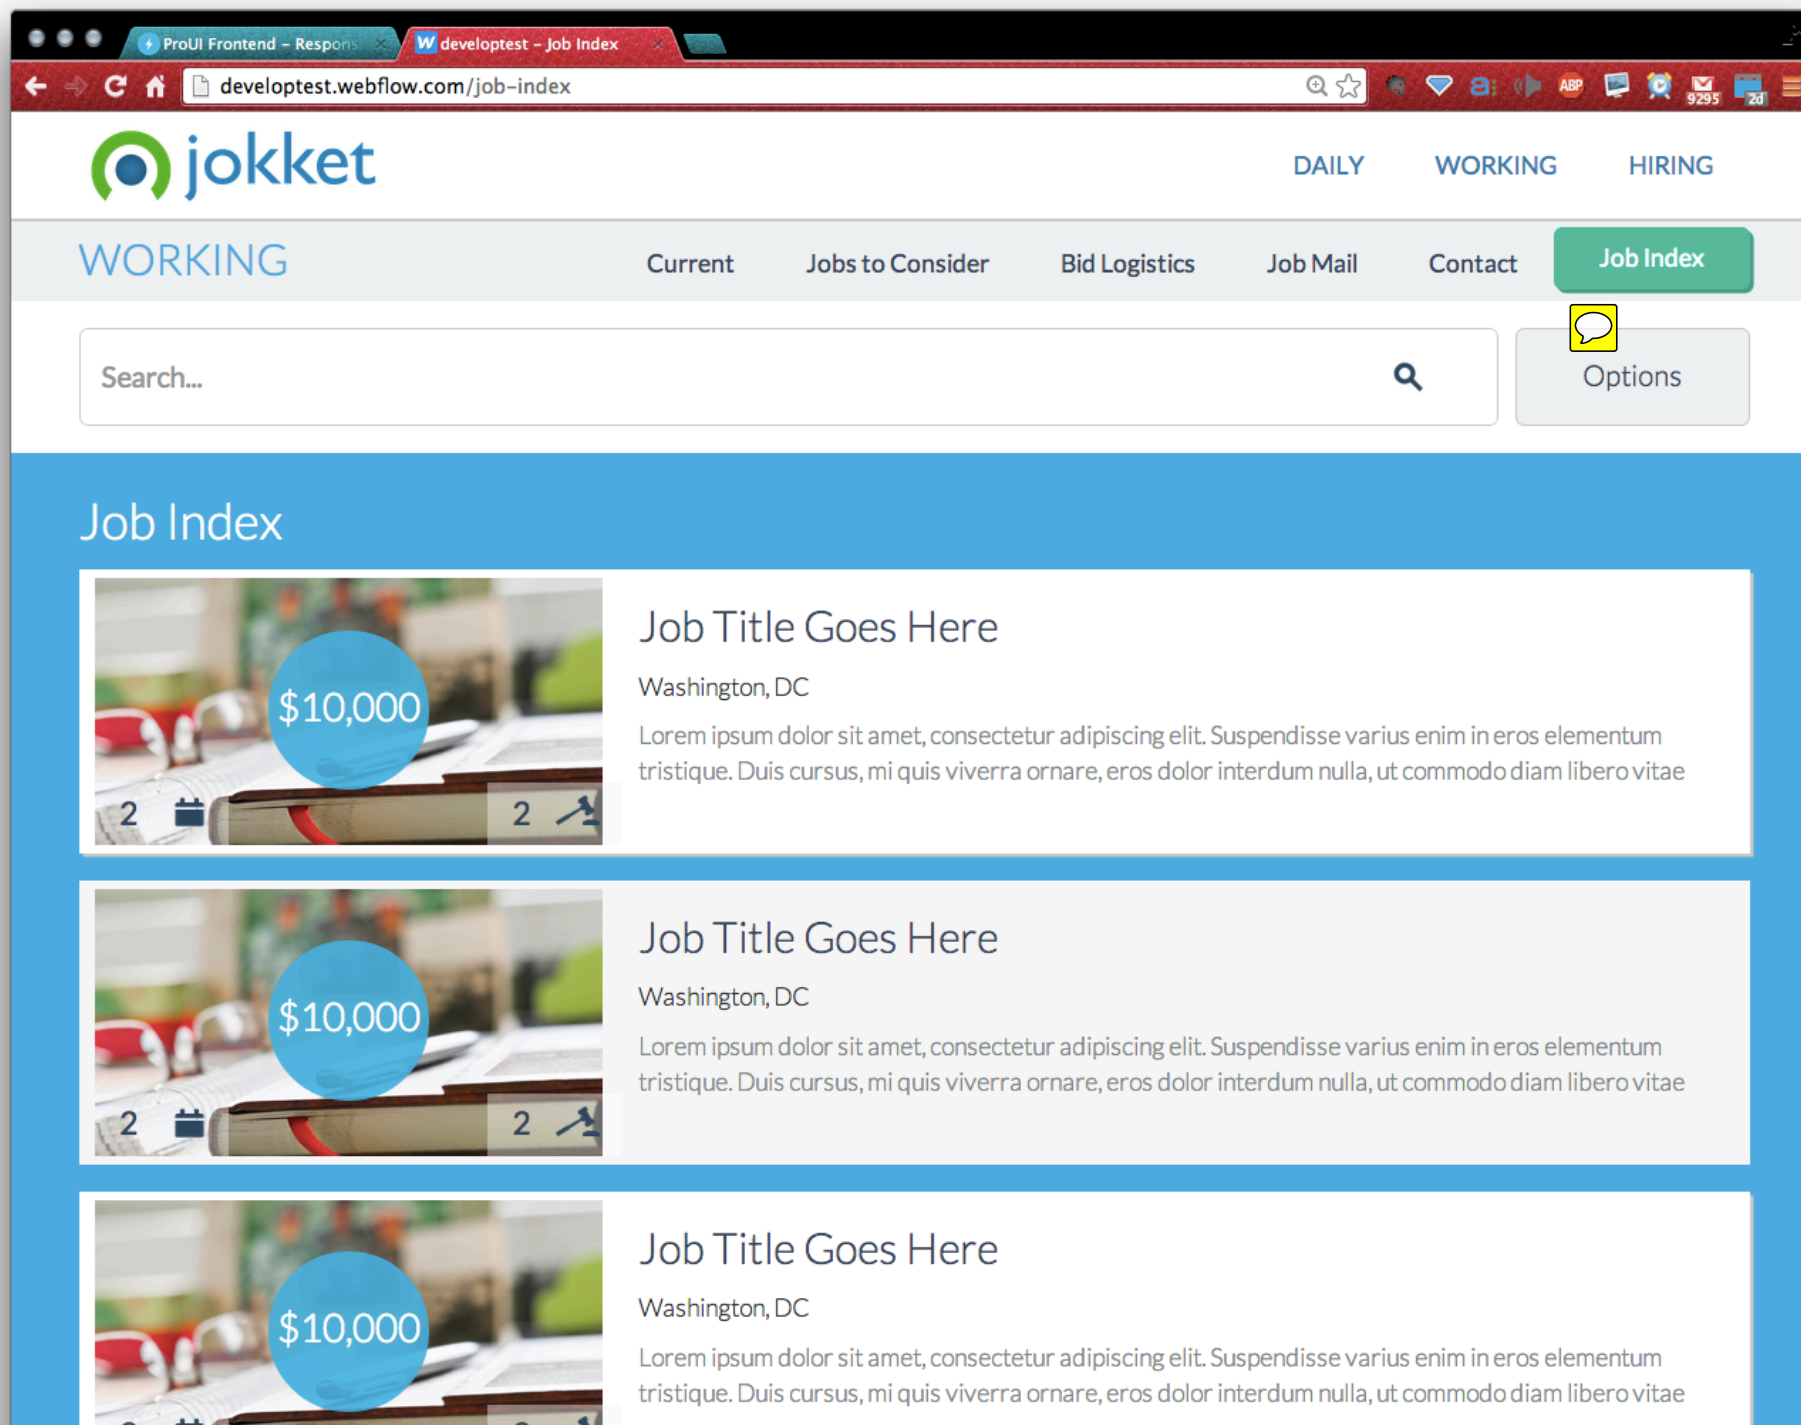 ProUI Frontend – Respons
W developtest – Job Index
developtest.webflow.com/job-index
a: ABP 9295 2d
jokket
DAILY WORKING HIRING
WORKING
Current Jobs to Consider Bid Logistics Job Mail Contact Job Index
Search...
Options
Job Index
$10,000
2 2
Job Title Goes Here
Washington, DC
Lorem ipsum dolor sit amet, consectetur adipiscing elit. Suspendisse varius enim in eros elementum
tristique. Duis cursus, mi quis viverra ornare, eros dolor interdum nulla, ut commodo diam libero vitae
$10,000
2 2
Job Title Goes Here
Washington, DC
Lorem ipsum dolor sit amet, consectetur adipiscing elit. Suspendisse varius enim in eros elementum
tristique. Duis cursus, mi quis viverra ornare, eros dolor interdum nulla, ut commodo diam libero vitae
$10,000
Job Title Goes Here
Washington, DC
Lorem ipsum dolor sit amet, consectetur adipiscing elit. Suspendisse varius enim in eros elementum
tristique. Duis cursus, mi quis viverra ornare, eros dolor interdum nulla, ut commodo diam libero vitae